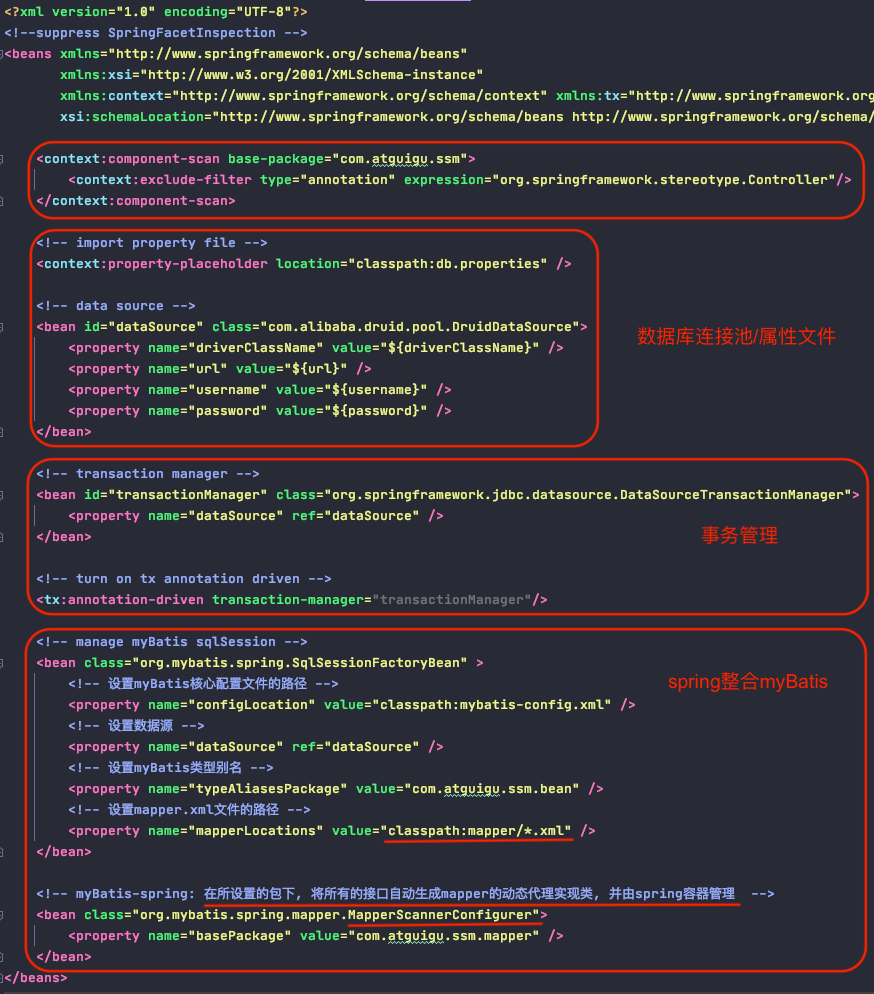 <?xml version="1.0" encoding="UTF-8"?>
<!--suppress SpringFacetInspection -->
<beans xmlns="http://www.springframework.org/schema/beans"
xmlns:xsi="http://www.w3.org/2001/XMLSchema-instance"
xmlns:context="http://www.springframework.org/schema/context" xmlns:tx="http://www.springframework.org
xsi:schemaLocation="http://www.springframework.org/schema/beans http://www.springframework.org/schema/
<context:component-scan base-package="com.atguigu.ssm">
<context:exclude-filter type="annotation" expression="org.springframework.stereotype.Controller"/>
</context:component-scan>
<!-- import property file -->
<context:property-placeholder location="classpath:db.properties" />
<!-- data source -->
<bean id="dataSource" class="com.alibaba.druid.pool.DruidDataSource">
数据库连接池/属性文件
<property name="driverClassName" value="${driverClassName}" />
<property name="url" value="${url}" />
<property name="username" value="${username}" />
<property name="password" value="${password}" />
</bean>
<!-- transaction manager -->
<bean id="transactionManager" class="org.springframework.jdbc.datasource.DataSourceTransactionManager">
<property name="dataSource" ref="dataSource" />
</bean>
事务管理
<!-- turn on tx annotation driven -->
<tx:annotation-driven transaction-manager="transactionManager"/>
<!-- manage myBatis sqlSession -->
<bean class="org.mybatis.spring.SqlSessionFactoryBean" >
spring整合myBatis
<!-- 设置myBatis核心配置文件的路径 -->
<property name="configLocation" value="classpath:mybatis-config.xml" />
<!-- 设置数据源 -->
<property name="dataSource" ref="dataSource" />
<!-- 设置myBatis类型别名 -->
<property name="typeAliasesPackage" value="com.atguigu.ssm.bean" />
<!-- 设置mapper.xml文件的路径 -->
<property name="mapperLocations" value="classpath:mapper/*.xml" />
</bean>
<!-- myBatis-spring: 在所设置的包下, 将所有的接口自动生成mapper的动态代理实现类, 并由spring容器管理 -->
<bean class="org.mybatis.spring.mapper.MapperScannerConfigurer">
<property name="basePackage" value="com.atguigu.ssm.mapper" />
</bean>
</beans>